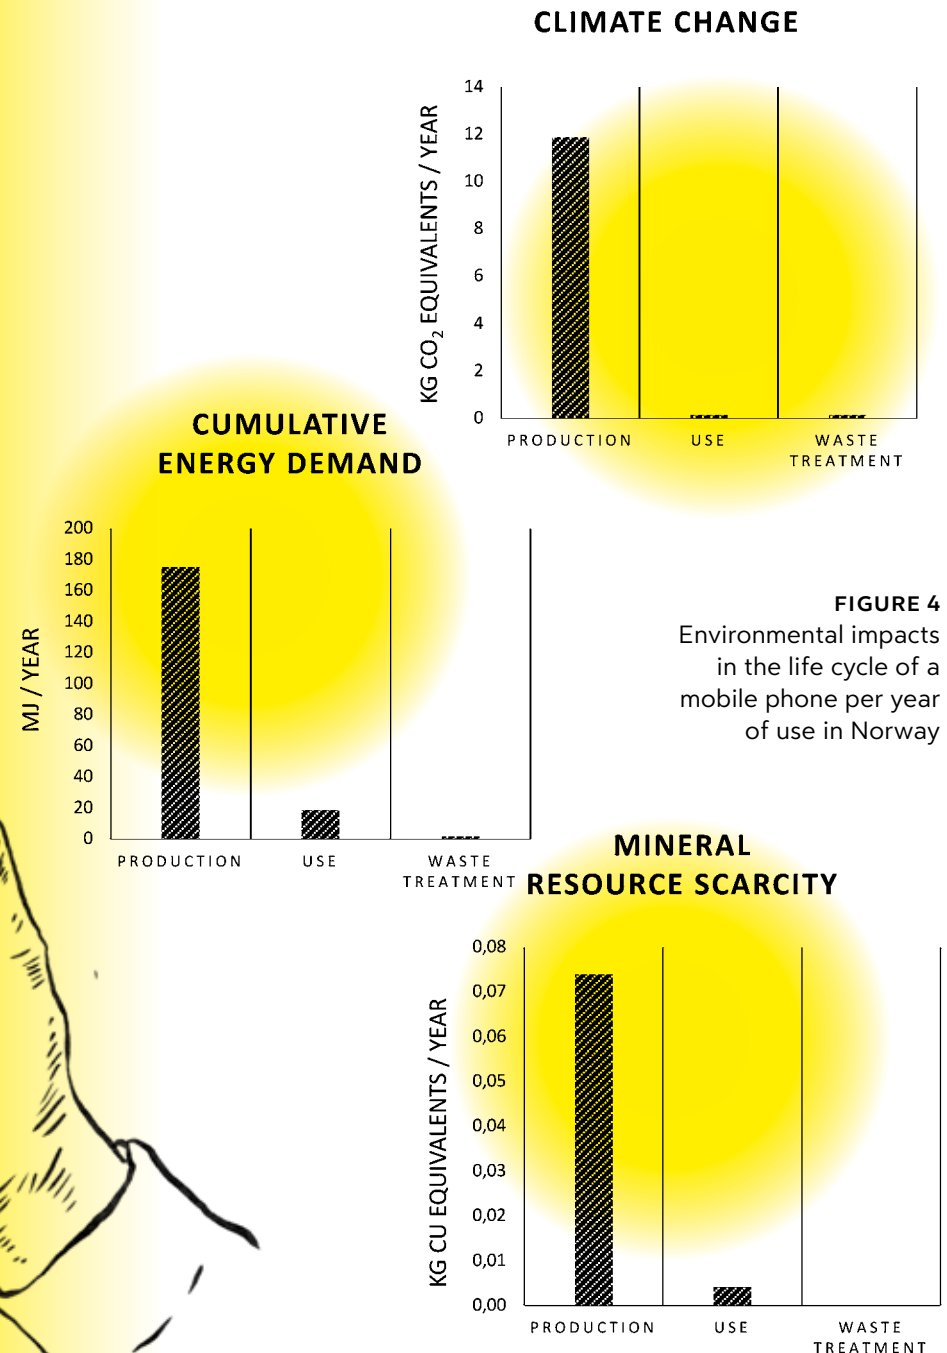 CLIMATE CHANGE
KG CO₂ EQUIVALENTS / YEAR
14
12
10
8
6
4
2
0
PRODUCTION
USE
WASTE
TREATMENT
CUMULATIVE
ENERGY DEMAND
MJ / YEAR
200
180
160
140
120
100
80
60
40
20
0
PRODUCTION
USE
WASTE
TREATMENT
FIGURE 4
Environmental impacts
in the life cycle of a
mobile phone per year
of use in Norway
MINERAL
RESOURCE SCARCITY
KG CU EQUIVALENTS / YEAR
0,08
0,07
0,06
0,05
0,04
0,03
0,02
0,01
0,00
PRODUCTION
USE
WASTE
TREATMENT